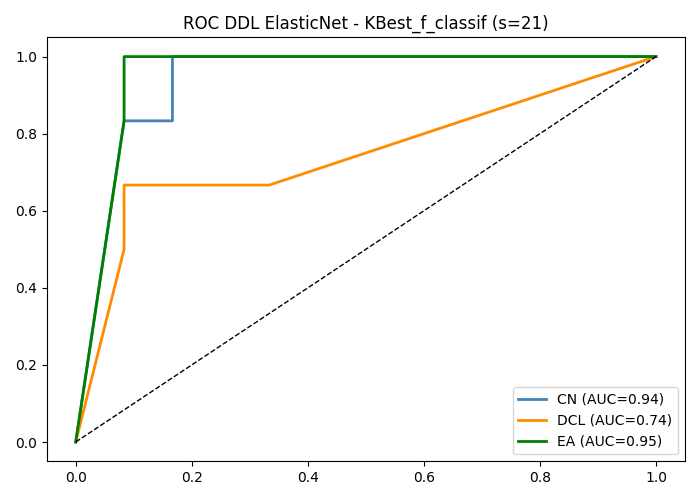 ROC DDL ElasticNet - KBest_f_classif (s=21)
1.0
0.8
0.6
0.4
0.2
0.0
0.0 0.2 0.4 0.6 0.8 1.0
CN (AUC=0.94)
DCL (AUC=0.74)
EA (AUC=0.95)